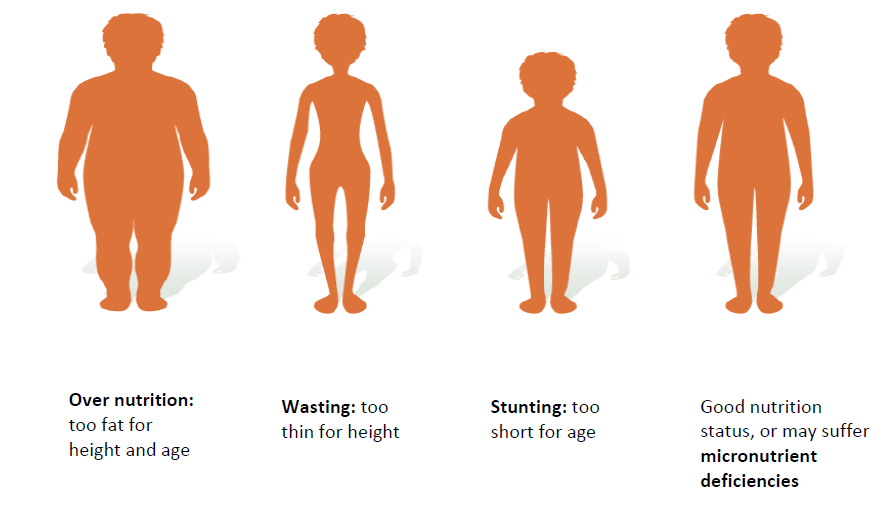 Over nutrition:
too fat for
height and age
Wasting: too
thin for height
Stunting: too
short for age
Good nutrition
status, or may suffer
micronutrient
deficiencies